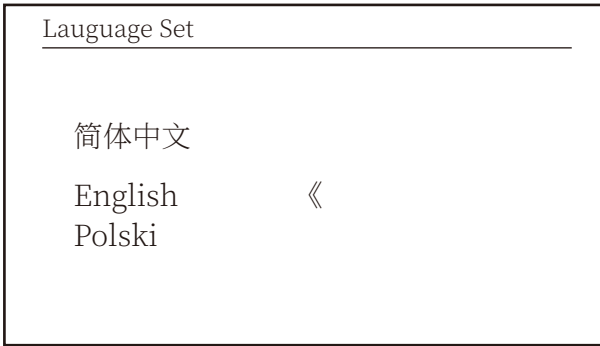 Lauguage Set
简体中文
English 《
Polski